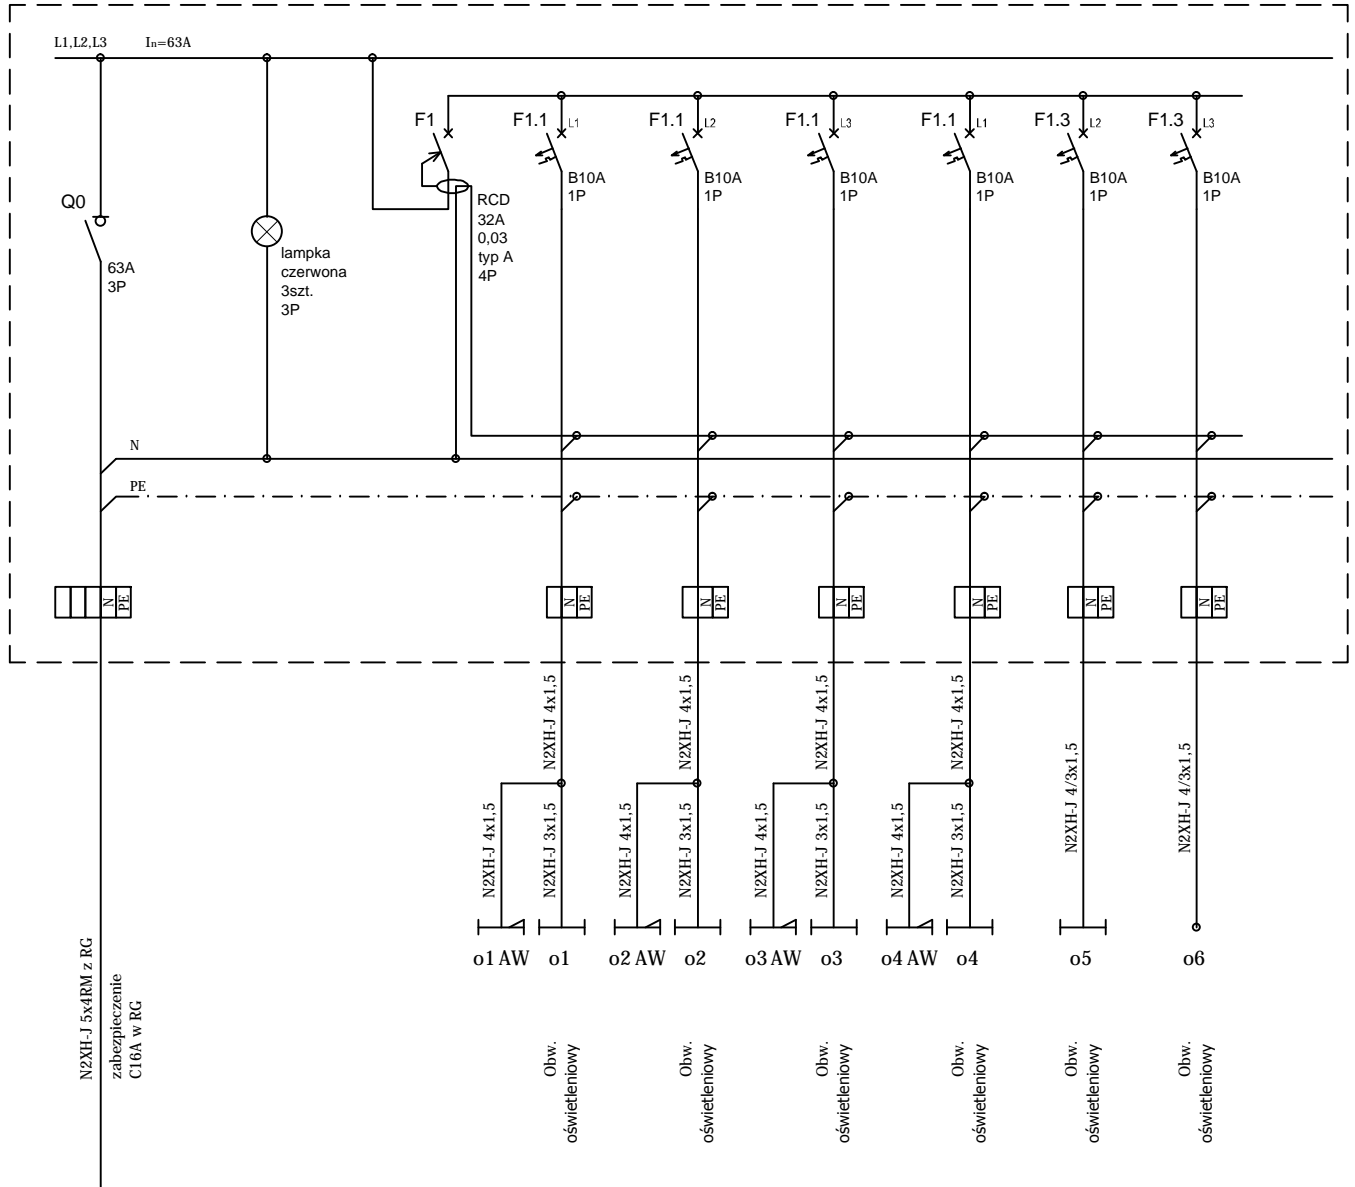 L1,L2,L3 In=63A
F1
F1.1 L1
F1.1 L2
F1.1 L3
F1.1 L1
F1.3 L2
F1.3 L3
B10A
1P
B10A
1P
B10A
1P
B10A
1P
B10A
1P
B10A
1P
Q0
63A
3P
lampka
czerwona
3szt.
3P
RCD
32A
0,03
typ A
4P
N
PE
N
PE
N
PE
N
PE
N
PE
N
PE
N
PE
N
PE
N2XH-J 4x1,5
N2XH-J 4x1,5
N2XH-J 4x1,5
N2XH-J 4x1,5
N2XH-J 4/3x1,5
N2XH-J 4/3x1,5
N2XH-J 4x1,5
N2XH-J 3x1,5
N2XH-J 4x1,5
N2XH-J 3x1,5
N2XH-J 4x1,5
N2XH-J 3x1,5
N2XH-J 4x1,5
N2XH-J 3x1,5
o1 AW
o1
o2 AW
o2
o3 AW
o3
o4 AW
o4
o5
o6
N2XH-J 5x4RM z RG
zabezpieczenie
C16A w RG
Obw.
oświetleniowy
Obw.
oświetleniowy
Obw.
oświetleniowy
Obw.
oświetleniowy
Obw.
oświetleniowy
Obw.
oświetleniowy